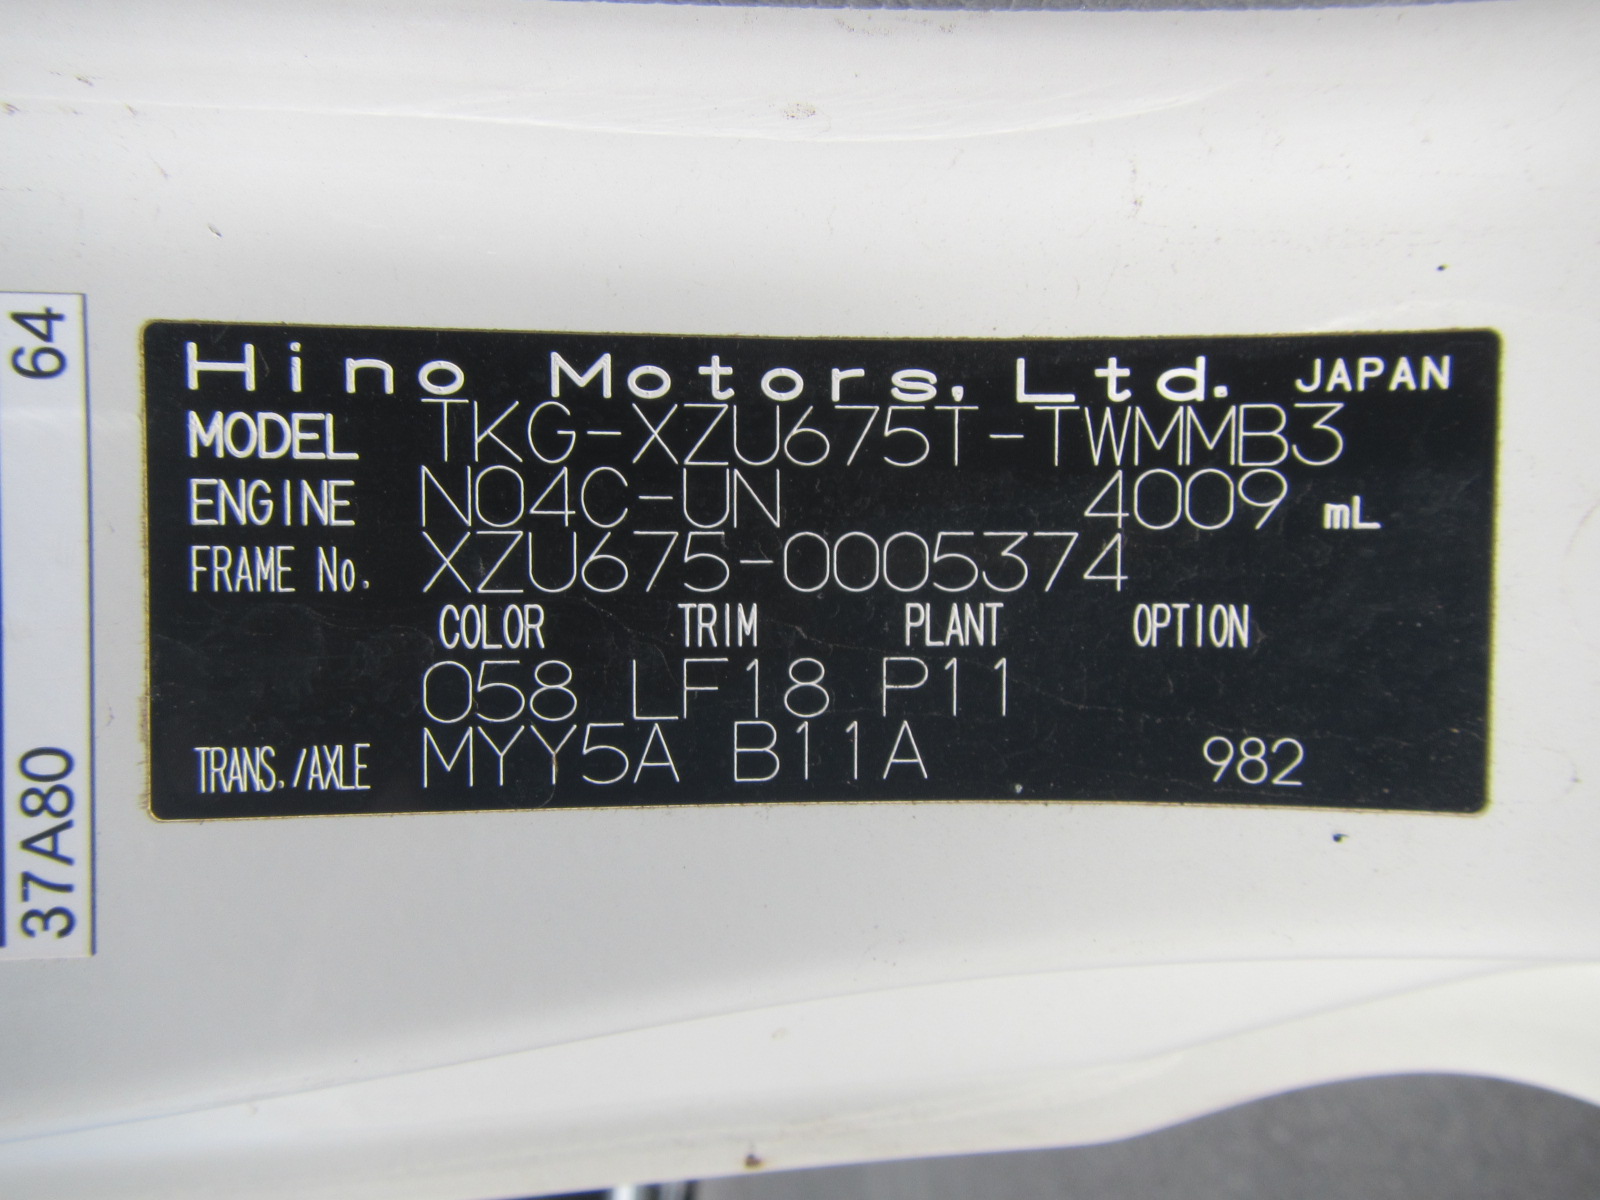 Hino Motors, Ltd. JAPAN
MODEL TKG-XZU675T-TWMMB3
ENGINE N04C-UN 4009 mL
FRAME No. XZU675-0005374
COLOR TRIM PLANT OPTION
058 LF18 P11
TRANS./AXLE MYY5A B11A 982
37A80 64